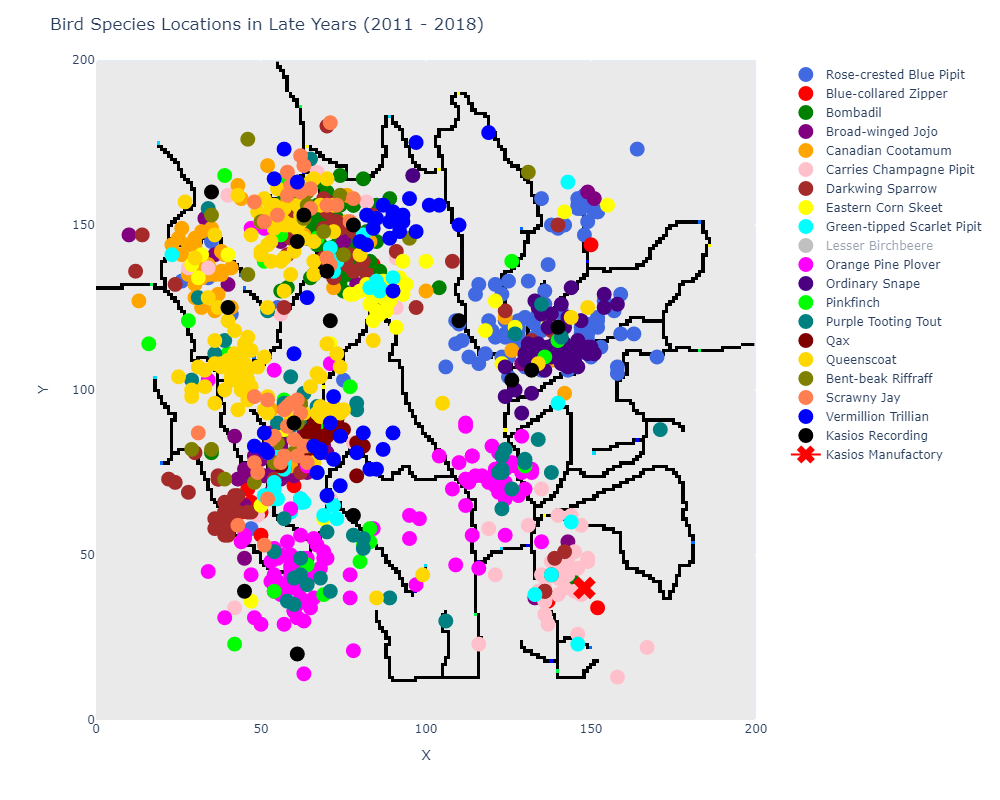 Bird Species Locations in Late Years (2011 - 2018)
200
150
100
50
0
Y
0
50
100
150
200
X
Rose-crested Blue Pipit
Blue-collared Zipper
Bombadil
Broad-winged Jojo
Canadian Cootamum
Carries Champagne Pipit
Darkwing Sparrow
Eastern Corn Skeet
Green-tipped Scarlet Pipit
Lesser Birchbeere
Orange Pine Plover
Ordinary Snape
Pinkfinch
Purple Tooting Tout
Qax
Queenscoat
Bent-beak Riffraff
Scrawny Jay
Vermillion Trillian
Kasios Recording
Kasios Manufactory